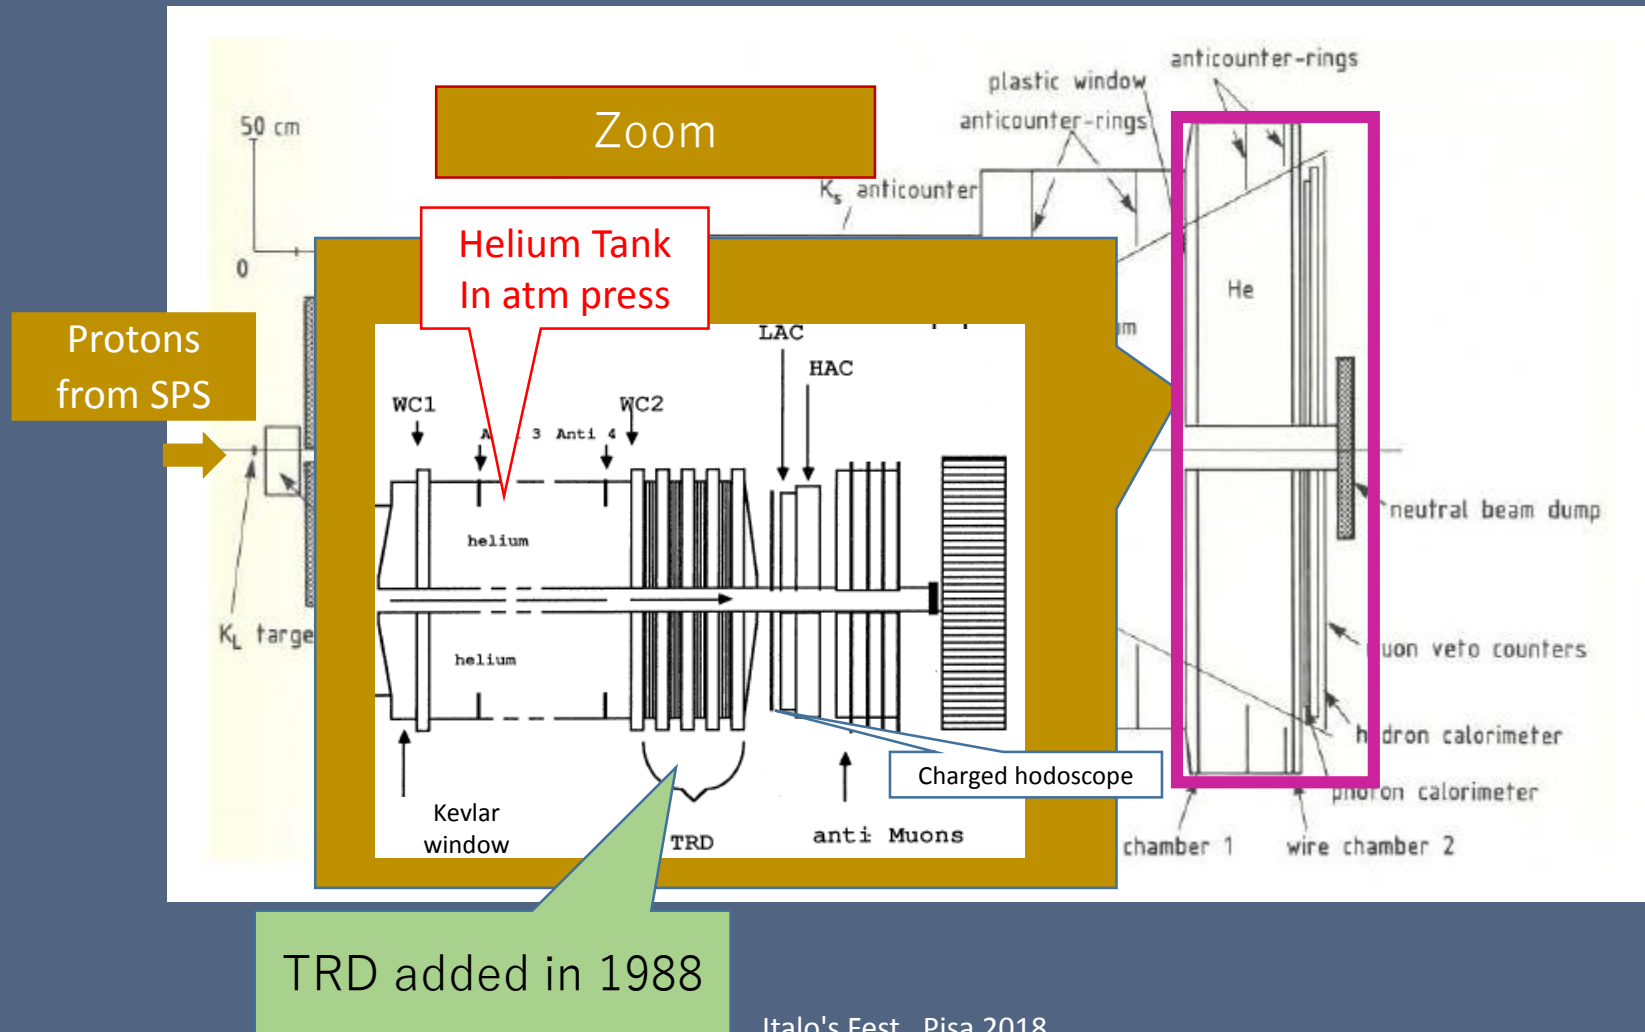 anticounter-rings
plastic window
Zoom
50 cm
anticounter-rings
Ks anticounter
Helium Tank
In atm press
0
He
Protons
from SPS
LAC
HAC
WC1
WC2
3 Anti 4
helium
neutral beam dump
KL targe
helium
muon veto counters
hadron calorimeter
Charged hodoscope
photon calorimeter
Kevlar
window
TRD
anti Muons
chamber 1
wire chamber 2
TRD added in 1988
Italo's Fest Pisa 2018